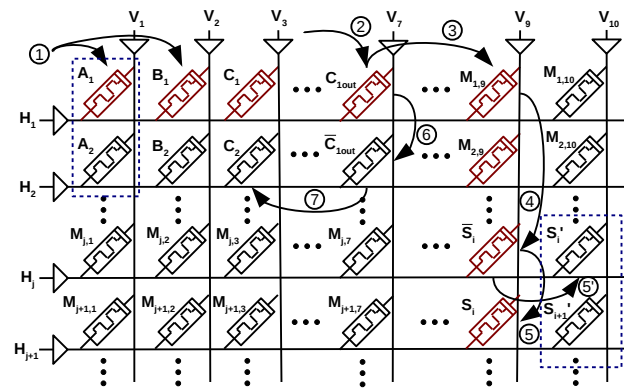 V₁ V₂ V₃ V₇ V₉ V₁₀
① ② ③
A₁ B₁ C₁ ••• C₁ₒᵤₜ ••• M₁,₉ M₁,₁₀
H₁
⑥
A₂ B₂ C₂ ••• C̅₁ₒᵤₜ ••• M₂,₉ M₂,₁₀
H₂
⑦ ④
Mⱼ,₁ Mⱼ,₂ Mⱼ,₃ ••• Mⱼ,₇ ••• S̅ᵢ Sᵢ'
Hⱼ
5'
Mⱼ₊₁,₁ Mⱼ₊₁,₂ Mⱼ₊₁,₃ ••• Mⱼ₊₁,₇ ••• Sᵢ Sᵢ₊₁'
⑤
Hⱼ₊₁